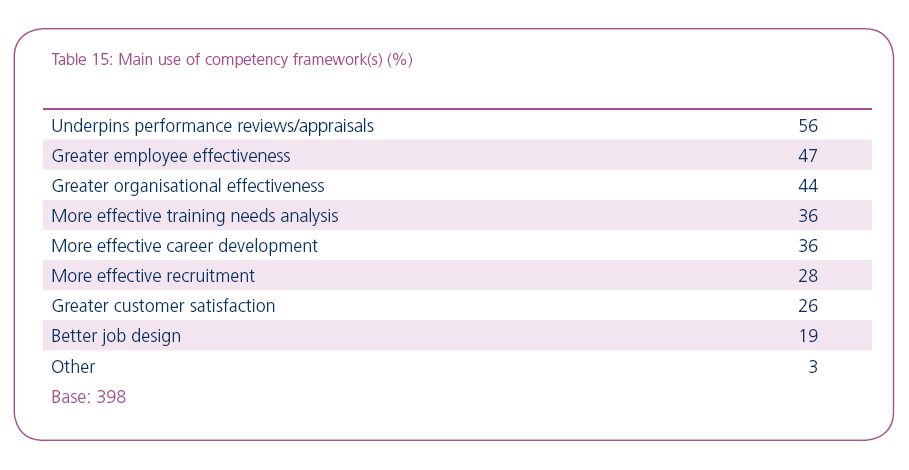 Table 15: Main use of competency framework(s) (%)
Underpins performance reviews/appraisals 56
Greater employee effectiveness 47
Greater organisational effectiveness 44
More effective training needs analysis 36
More effective career development 36
More effective recruitment 28
Greater customer satisfaction 26
Better job design 19
Other 3
Base: 398